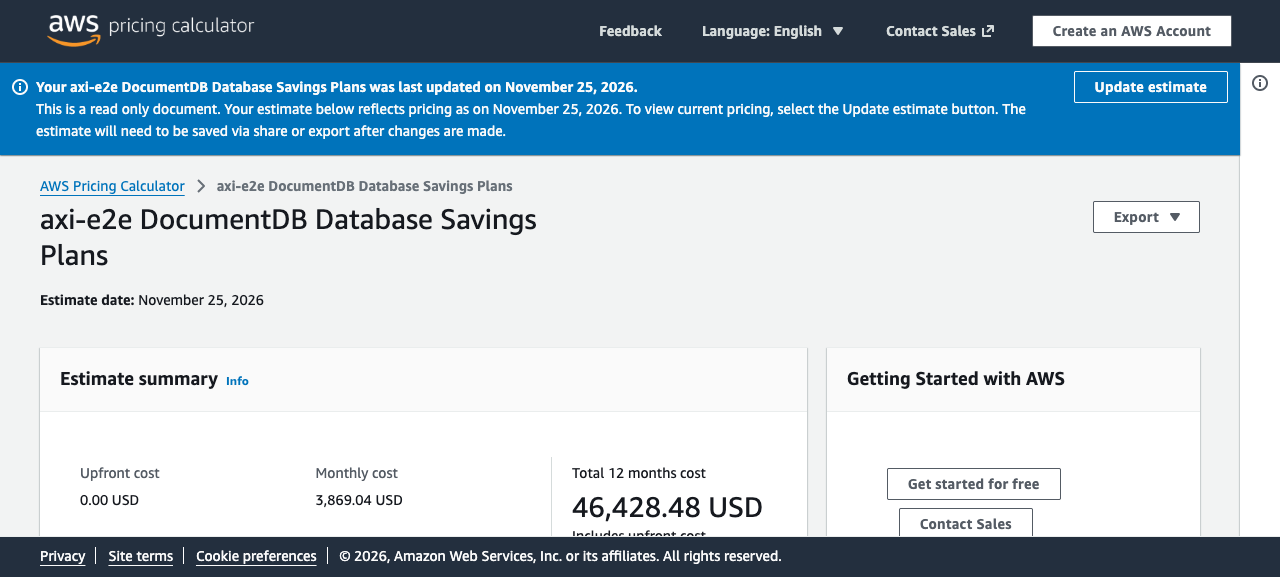 aws pricing calculator
Feedback
Language: English
Contact Sales
Create an AWS Account
Your axi-e2e DocumentDB Database Savings Plans was last updated on November 25, 2026.
This is a read only document. Your estimate below reflects pricing as on November 25, 2026. To view current pricing, select the Update estimate button. The
estimate will need to be saved via share or export after changes are made.
Update estimate
AWS Pricing Calculator
axi-e2e DocumentDB Database Savings Plans
axi-e2e DocumentDB Database Savings
Plans
Export
Estimate date: November 25, 2026
Estimate summary Info
Upfront cost
0.00 USD
Monthly cost
3,869.04 USD
Total 12 months cost
46,428.48 USD
Includes upfront cost
Getting Started with AWS
Get started for free
Contact Sales
Privacy
Site terms
Cookie preferences
© 2026, Amazon Web Services, Inc. or its affiliates. All rights reserved.